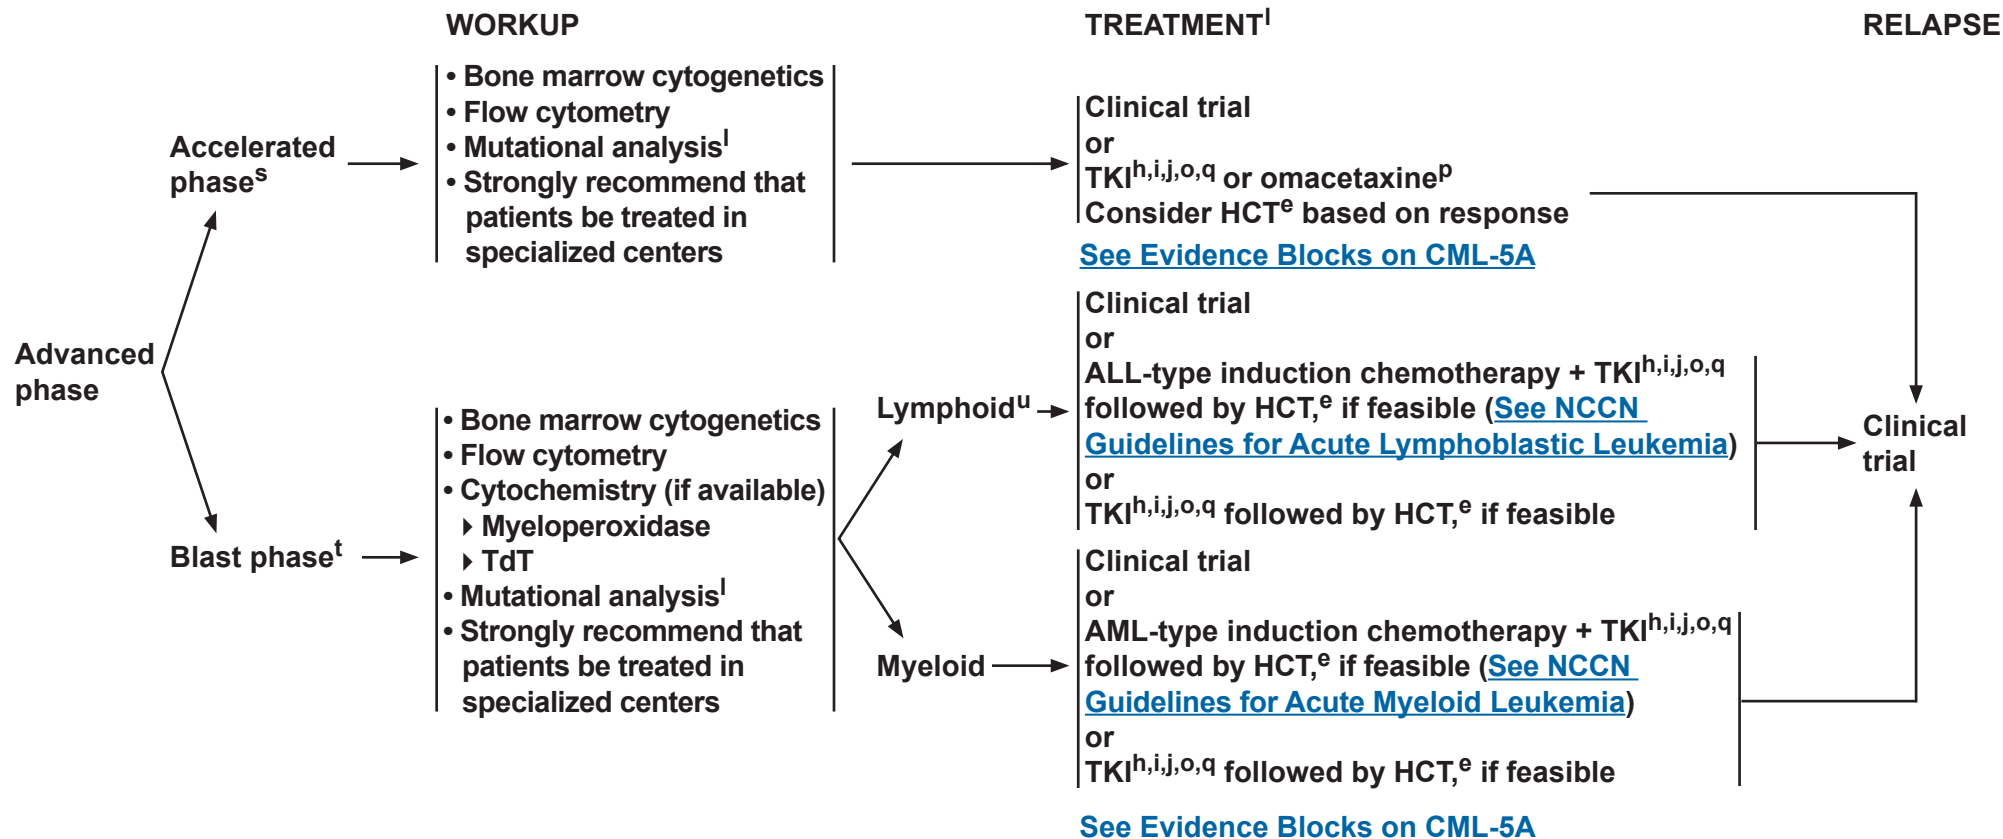 WORKUP
TREATMENTl
RELAPSE
Advanced
phase
Accelerated
phases
• Bone marrow cytogenetics
• Flow cytometry
• Mutational analysisl
• Strongly recommend that
patients be treated in
specialized centers
Clinical trial
or
TKIh,i,j,o,q or omacetaxinep
Consider HCTe based on response
See Evidence Blocks on CML-5A
Blast phaset
• Bone marrow cytogenetics
• Flow cytometry
• Cytochemistry (if available)
▸ Myeloperoxidase
▸ TdT
• Mutational analysisl
• Strongly recommend that
patients be treated in
specialized centers
Lymphoidu
Clinical trial
or
ALL-type induction chemotherapy + TKIh,i,j,o,q
followed by HCT,e if feasible (See NCCN
Guidelines for Acute Lymphoblastic Leukemia)
or
TKIh,i,j,o,q followed by HCT,e if feasible
Myeloid
Clinical trial
or
AML-type induction chemotherapy + TKIh,i,j,o,q
followed by HCT,e if feasible (See NCCN
Guidelines for Acute Myeloid Leukemia)
or
TKIh,i,j,o,q followed by HCT,e if feasible
See Evidence Blocks on CML-5A
Clinical
trial